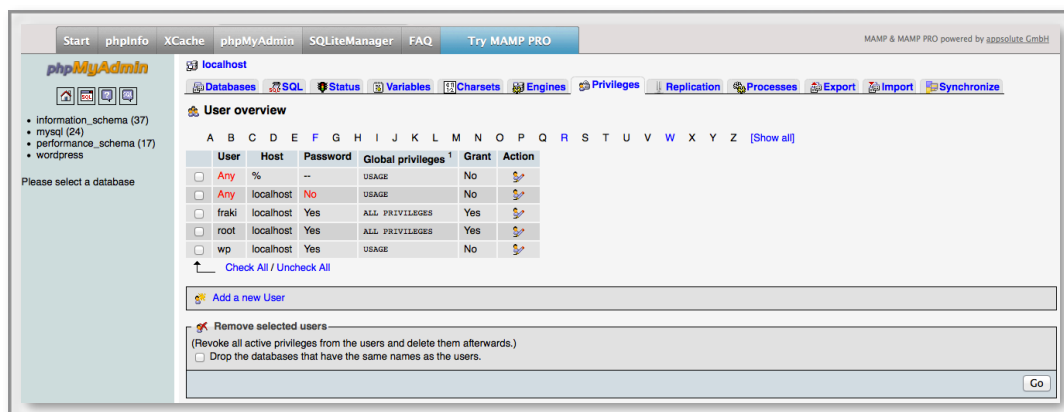 Start phpInfo XCache phpMyAdmin SQLiteManager FAQ Try MAMP PRO MAMP & MAMP PRO powered by appsolute GmbH
phpMyAdmin
SQL
information_schema (37)
mysql (24)
performance_schema (17)
wordpress
Please select a database
localhost
Databases SQL Status Variables Charsets Engines Privileges Replication Processes Export Import Synchronize
User overview
A B C D E F G H I J K L M N O P Q R S T U V W X Y Z [Show all]
User Host Password Global privileges 1 Grant Action
Any % -- USAGE No
Any localhost No USAGE No
fraki localhost Yes ALL PRIVILEGES Yes
root localhost Yes ALL PRIVILEGES Yes
wp localhost Yes USAGE No
Check All / Uncheck All
Add a new User
Remove selected users
(Revoke all active privileges from the users and delete them afterwards.)
Drop the databases that have the same names as the users.
Go